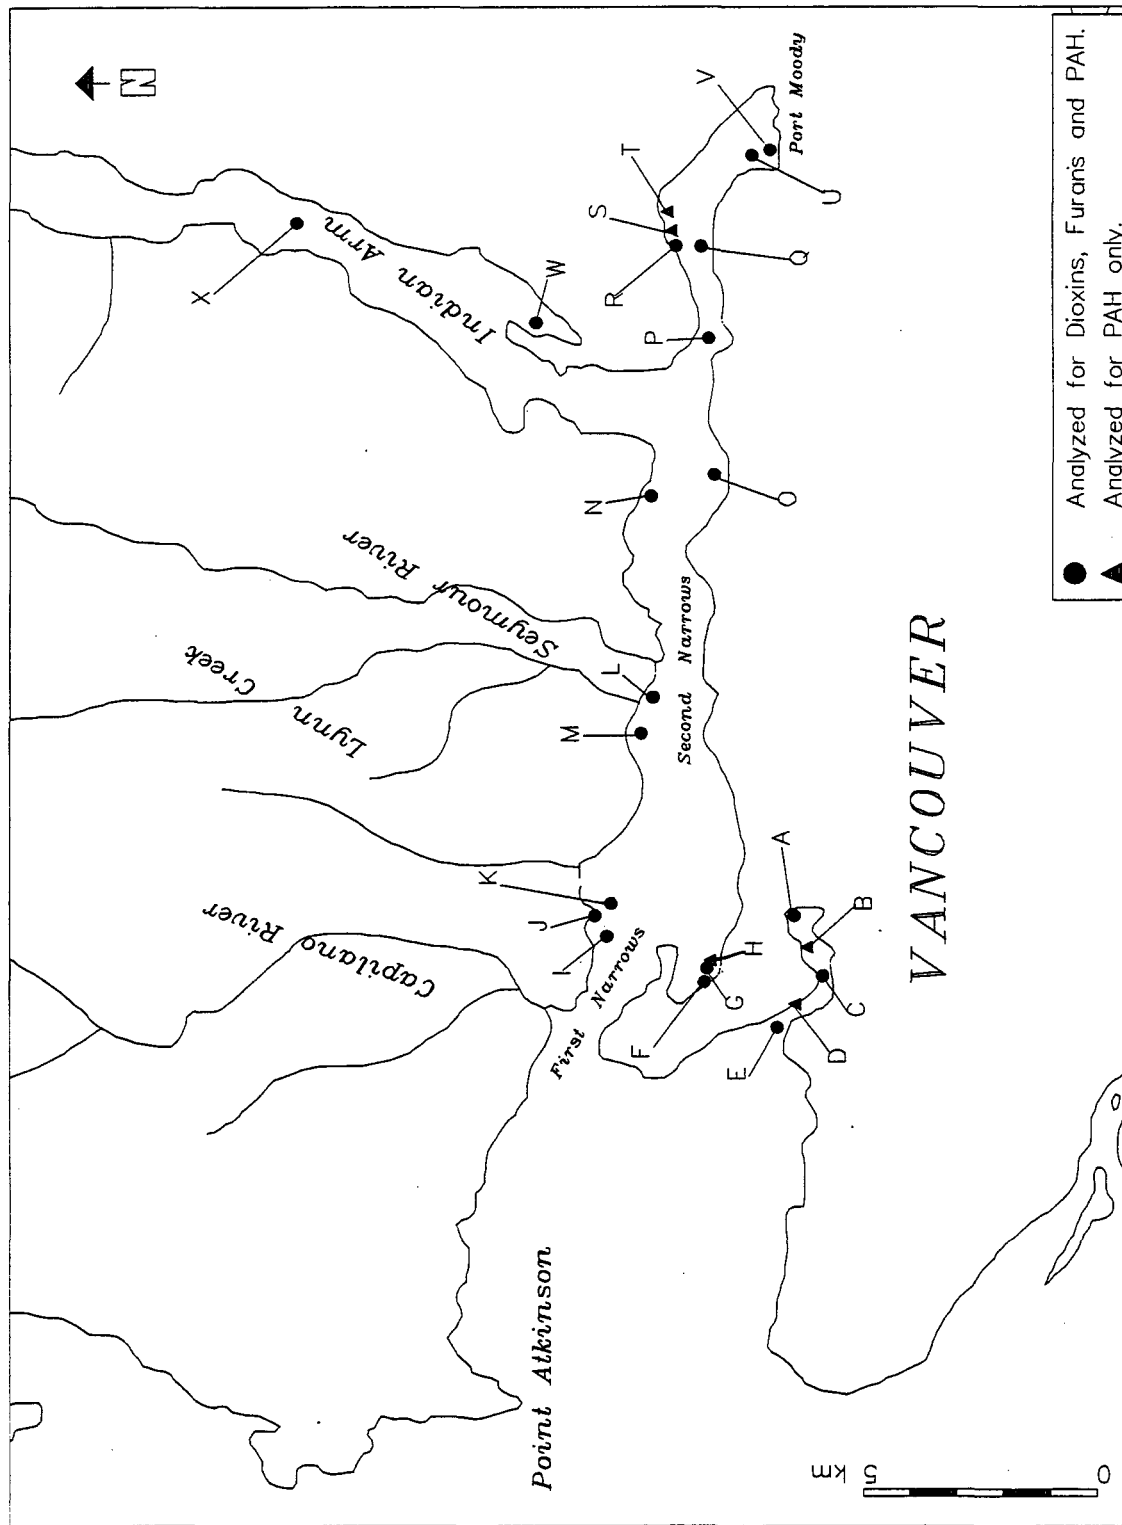 N
X
Indian Arm
W
T
S
V
R
P
Q
U
Port Moody
N
O
Seymour River
Lynn Creek
L
M
Second Narrows
Capilano River
K
J
I
First Narrows
A
B
C
D
E
F
G
H
VANCOUVER
Point Atkinson
5
km
0
Analyzed for Dioxins, Furans and PAH.
Analyzed for PAH only.